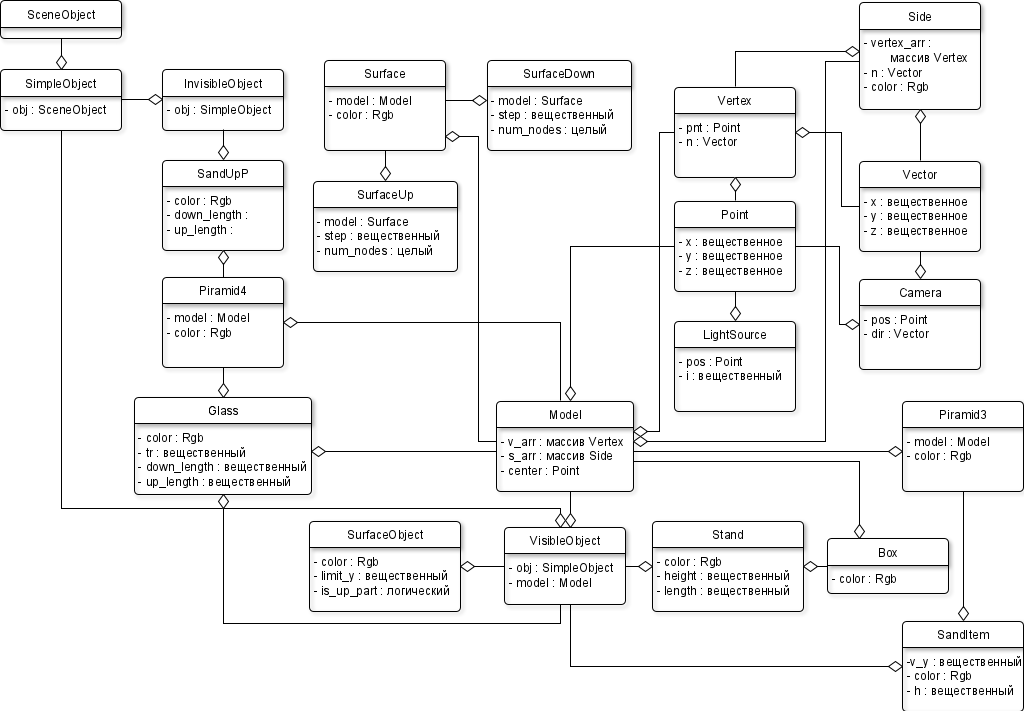 SceneObject
SimpleObject
- obj : SceneObject
InvisibleObject
- obj : SimpleObject
SandUpP
- color : Rgb
- down_length :
- up_length :
Piramid4
- model : Model
- color : Rgb
Glass
- color : Rgb
- tr : вещественный
- down_length : вещественный
- up_length : вещественный
Surface
- model : Model
- color : Rgb
SurfaceDown
- model : Surface
- step : вещественный
- num_nodes : целый
SurfaceUp
- model : Surface
- step : вещественный
- num_nodes : целый
Side
- vertex_arr :
массив Vertex
- n : Vector
- color : Rgb
Vertex
- pnt : Point
- n : Vector
Vector
- x : вещественное
- y : вещественное
- z : вещественное
Point
- x : вещественное
- y : вещественное
- z : вещественное
Camera
- pos : Point
- dir : Vector
LightSource
- pos : Point
- i : вещественный
Model
- v_arr : массив Vertex
- s_arr : массив Side
- center : Point
Piramid3
- model : Model
- color : Rgb
SurfaceObject
- color : Rgb
- limit_y : вещественный
- is_up_part : логический
VisibleObject
- obj : SimpleObject
- model : Model
Stand
- color : Rgb
- height : вещественный
- length : вещественный
Box
- color : Rgb
SandItem
-v_y : вещественный
- color : Rgb
- h : вещественный